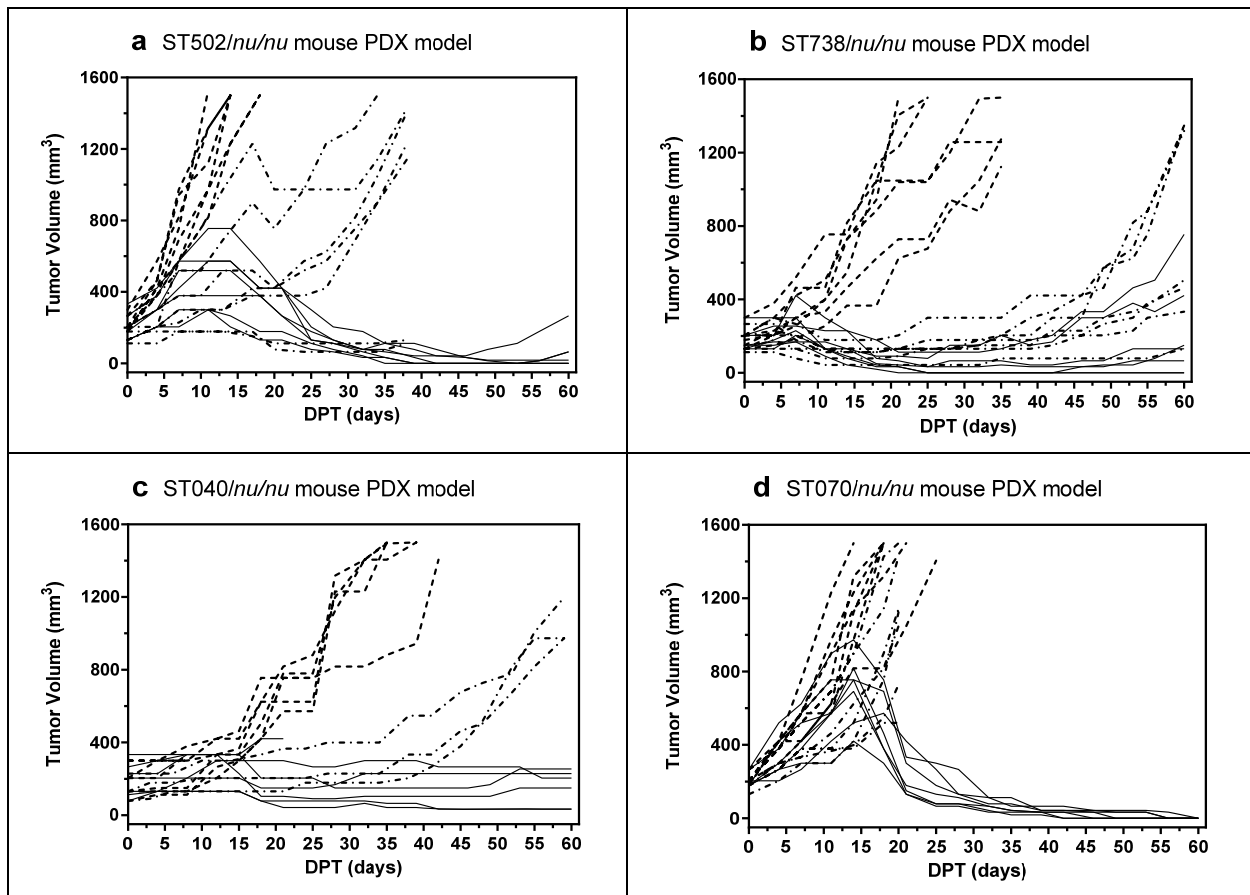 a ST502/nu/nu mouse PDX model
1600
1200
800
400
0
Tumor Volume (mm³)
0 5 10 15 20 25 30 35 40 45 50 55 60
DPT (days)
b ST738/nu/nu mouse PDX model
1600
1200
800
400
0
Tumor Volume (mm³)
0 5 10 15 20 25 30 35 40 45 50 55 60
DPT (days)
c ST040/nu/nu mouse PDX model
1600
1200
800
400
0
Tumor Volume (mm³)
0 5 10 15 20 25 30 35 40 45 50 55 60
DPT (days)
d ST070/nu/nu mouse PDX model
1600
1200
800
400
0
Tumor Volume (mm³)
0 5 10 15 20 25 30 35 40 45 50 55 60
DPT (days)